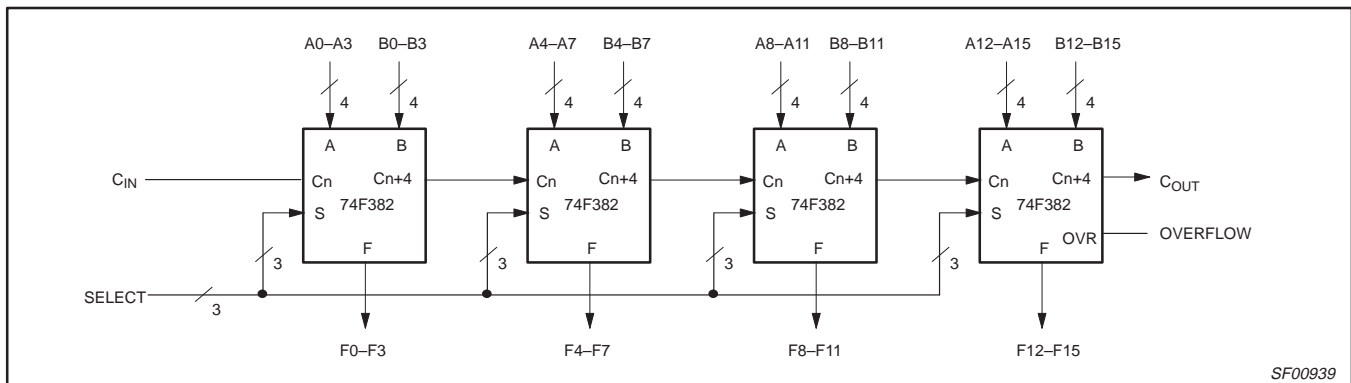 A0–A3 B0–B3 A4–A7 B4–B7 A8–A11 B8–B11 A12–A15 B12–B15
4 4 4 4 4 4 4 4
A B A B A B A B
CIN Cn Cn+4 Cn Cn+4 Cn Cn+4 Cn Cn+4 COUT
S 74F382 S 74F382 S 74F382 S 74F382
F F F F OVR OVERFLOW
3 3 3 3
SELECT 3
F0–F3 F4–F7 F8–F11 F12–F15
SF00939